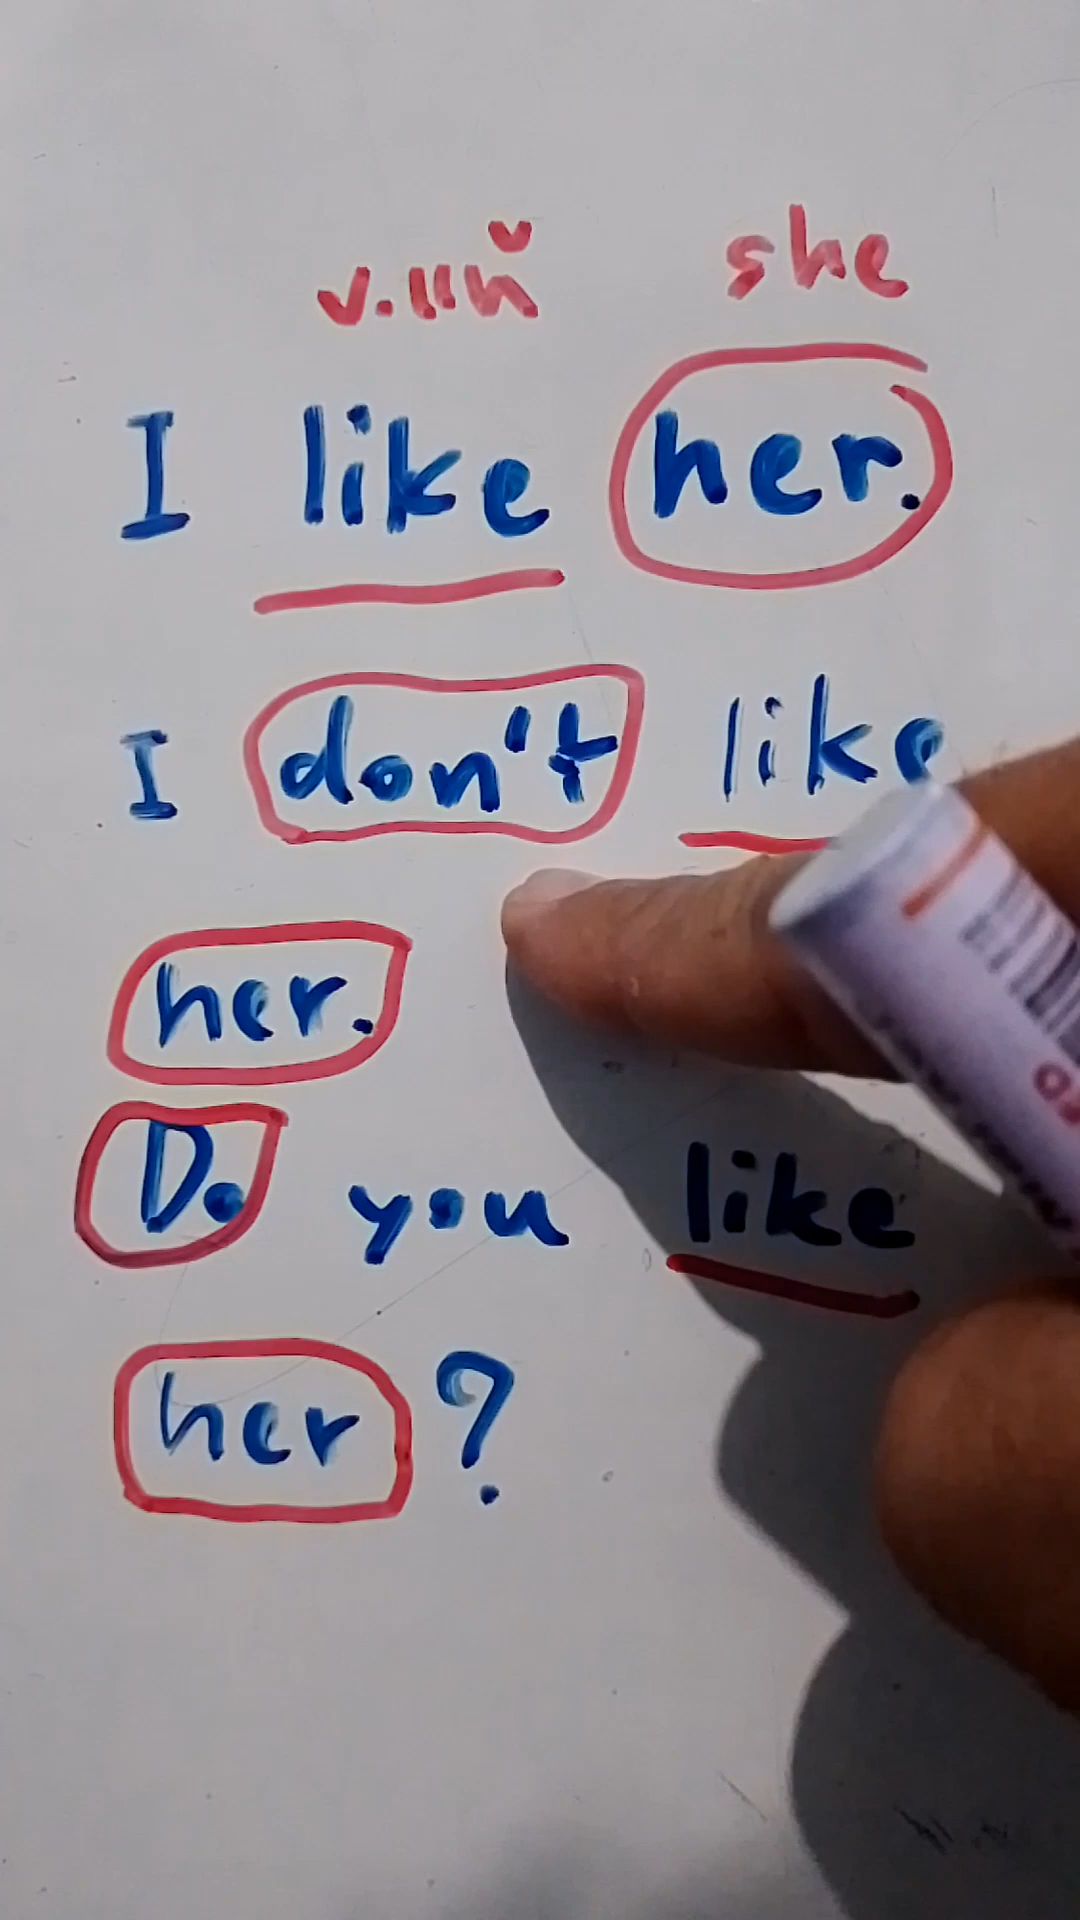 v.แท้ she
I like her.
I don't like
her.
Do you like
her?